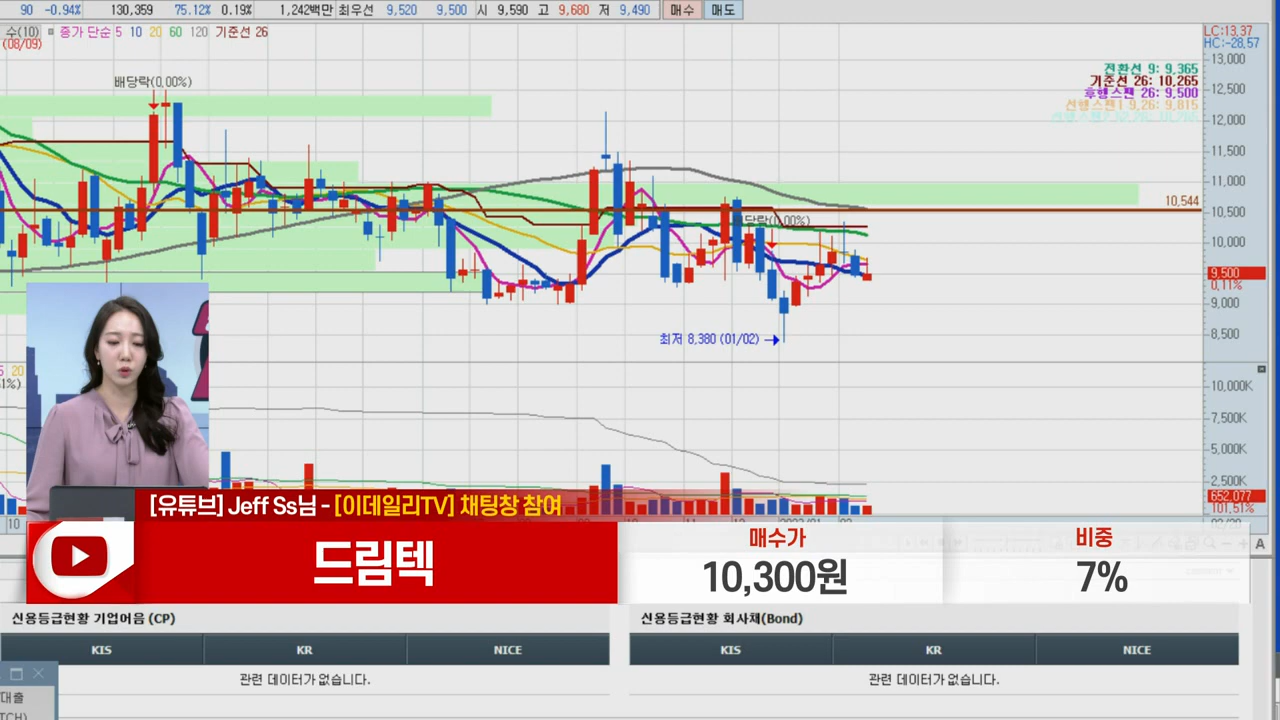 90 -0.94% 130,359 75.12% 0.19% 1,242백만 최우선 9,520 9,500 시 9,590 고 9,680 저 9,490 매수 매도
수(10) 종가 단순 5 10 20 60 120 기준선 26
(08/09)
LC:13.37
HC:-28.57
배당락(0.00%)
전환선 9: 9,365
기준선 26: 10,265
후행스팬 26: 9,500
선행스팬1 9,26: 9,815
13,000
12,500
12,000
11,500
11,000
10,544
10,500
10,000
9,500
0.11%
9,000
8,500
당락(0.00%)
최저 8,380 (01/02)
5 20
10,000K
7,500K
5,000K
2,500K
652,077
101.51%
10
A
[유튜브] Jeff Ss님 - [이데일리TV] 채팅창 참여
드림텍
매수가
10,300원
비중
7%
신용등급현황 기업어음 (CP)
KIS KR NICE
관련 데이터가 없습니다.
신용등급현황 회사채(Bond)
KIS KR NICE
관련 데이터가 없습니다.
/대출